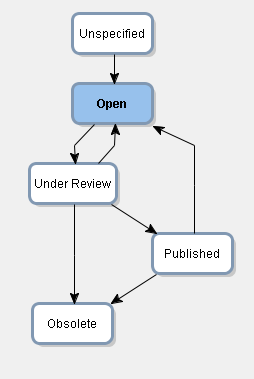 Unspecified
Open
Under Review
Published
Obsolete